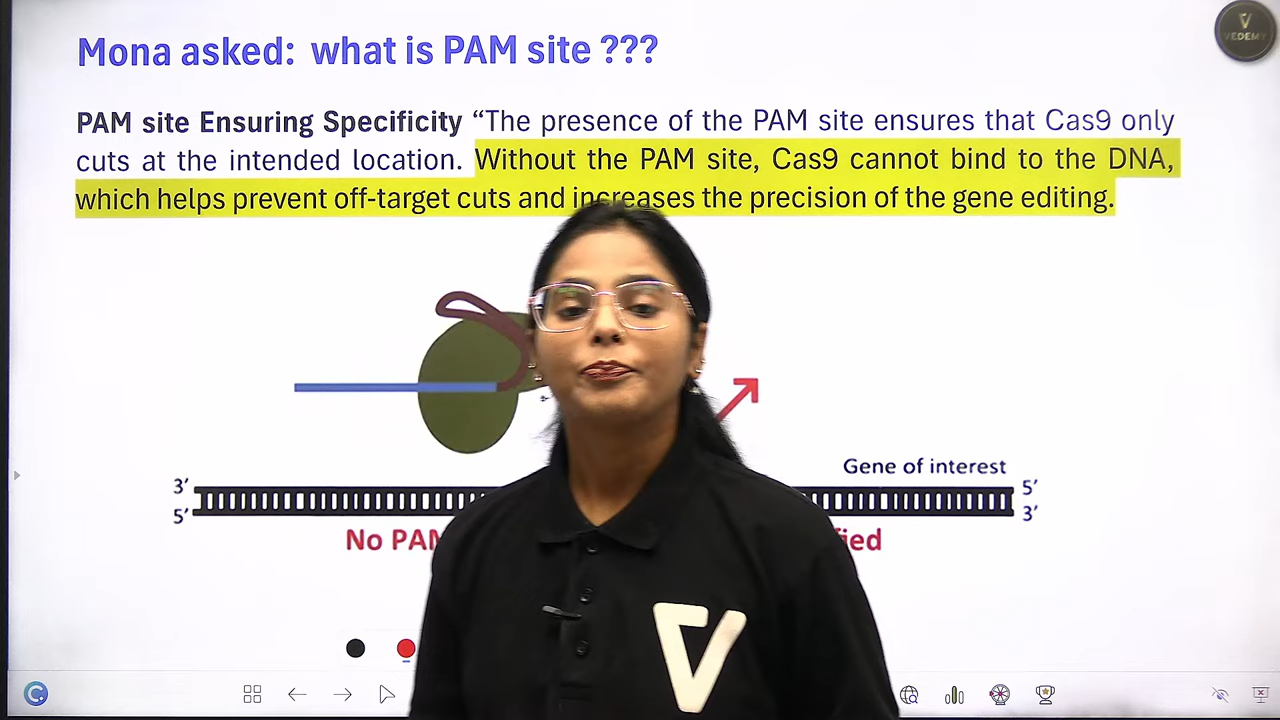 Mona asked: what is PAM site ???
VEDEMY
PAM site Ensuring Specificity “The presence of the PAM site ensures that Cas9 only
cuts at the intended location. Without the PAM site, Cas9 cannot bind to the DNA,
which helps prevent off-target cuts and increases the precision of the gene editing.
Gene of interest
3’ 5’
5’ 3’
No